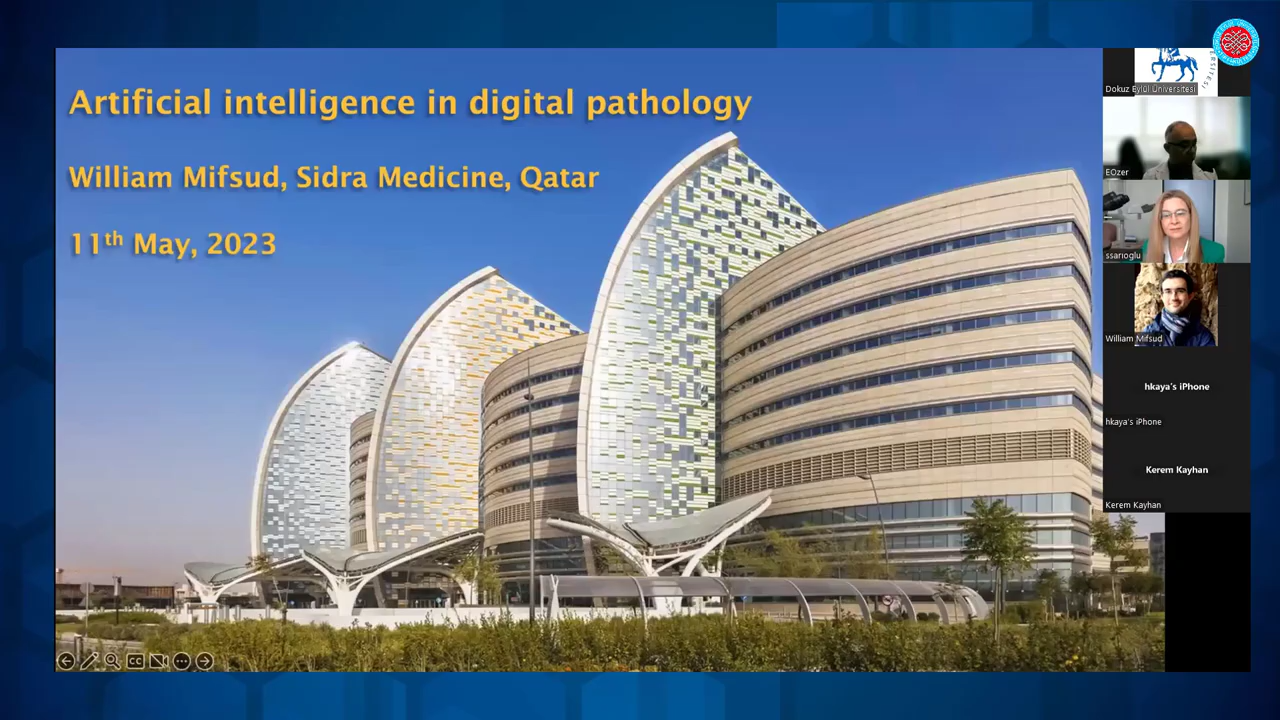 Artificial intelligence in digital pathology
William Mifsud, Sidra Medicine, Qatar
11th May, 2023
Dokuz Eylül Üniversitesi
EOzer
ssarioglu
William Mifsud
hkaya's iPhone
hkaya's iPhone
Kerem Kayhan
Kerem Kayhan
CC